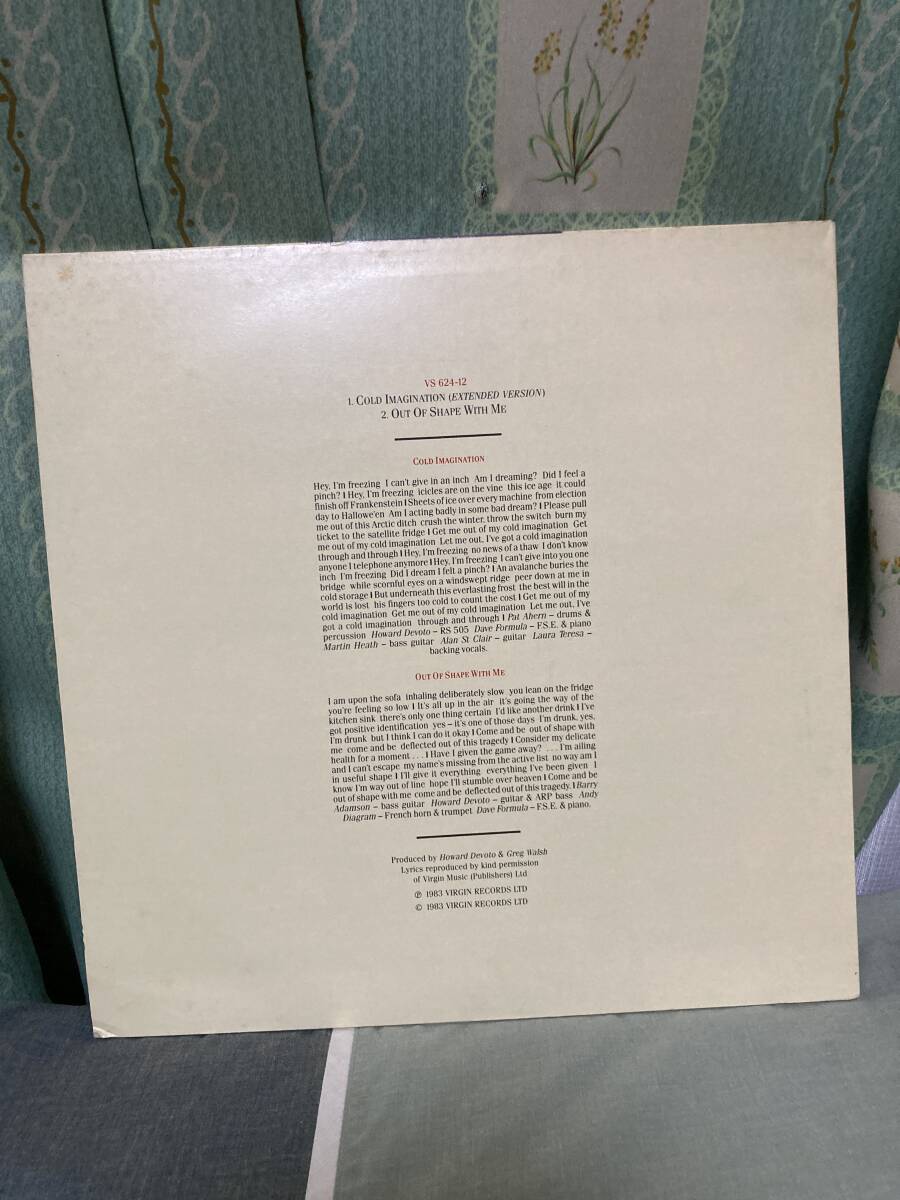 VS 624-12
1. COLD IMAGINATION (EXTENDED VERSION)
2. OUT OF SHAPE WITH ME
COLD IMAGINATION
Hey, I'm freezing I can't give in an inch Am I dreaming? Did I feel a
pinch? I Hey, I'm freezing icicles are on the vine this ice age it could
finish off Frankenstein I Sheets of ice over every machine from election
day to Hallowe'en Am I acting badly in some bad dream? I Please pull
me out of this Arctic ditch crush the winter, throw the switch burn my
ticket to the satellite fridge I Get me out of my cold imagination Get
me out of my cold imagination Let me out, I've got a cold imagination
through and through I Hey, I'm freezing no news of a thaw I don't know
anyone I telephone anymore I Hey, I'm freezing I can't give into you one
inch I'm freezing Did I dream I felt a pinch? I An avalanche buries the
bridge while scornful eyes on a windswept ridge peer down at me in
cold storage I But underneath this everlasting frost the best will in the
world is lost his fingers too cold to count the cost I Get me out of my
cold imagination Get me out of my cold imagination Let me out, I've
got a cold imagination through and through I Pat Ahern – drums &
percussion Howard Devoto – RS 505 Dave Formula – F.S.E. & piano
Martin Heath – bass guitar Alan St Clair – guitar Laura Teresa –
backing vocals.
OUT OF SHAPE WITH ME
I am upon the sofa inhaling deliberately slow you lean on the fridge
you're feeling so low I It's all up in the air it's going the way of the
kitchen sink there's only one thing certain I'd like another drink I I've
got positive identification yes – it's one of those days I'm drunk, yes,
I'm drunk but I think I can do it okay I Come and be out of shape with
me come and be deflected out of this tragedy I Consider my delicate
health for a moment . . . I Have I given the game away? . . . I'm ailing
and I can't escape my name's missing from the active list no way am I
in useful shape I I'll give it everything everything I've been given I
know I'm way out of line hope I'll stumble over heaven I Come and be
out of shape with me come and be deflected out of this tragedy. I Barry
Adamson – bass guitar Howard Devoto – guitar & ARP bass Andy
Diagram – French horn & trumpet Dave Formula – F.S.E. & piano.
Produced by Howard Devoto & Greg Walsh
Lyrics reproduced by kind permission
of Virgin Music (Publishers) Ltd
℗ 1983 VIRGIN RECORDS LTD
© 1983 VIRGIN RECORDS LTD